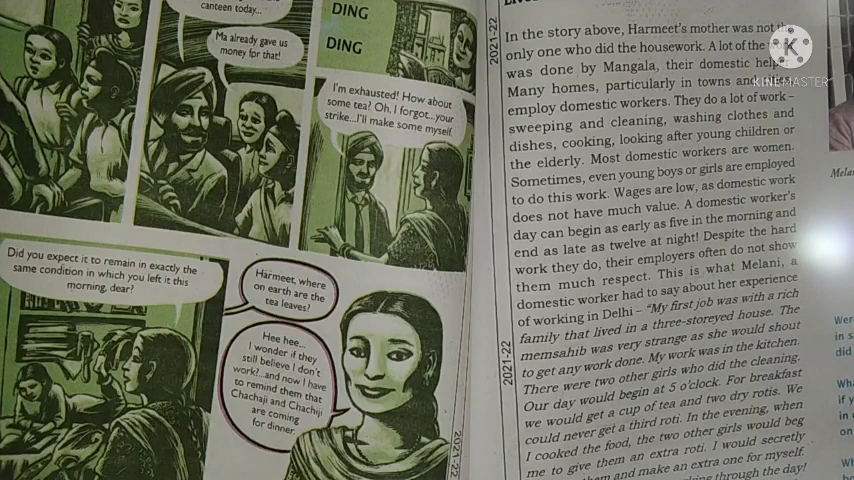 canteen today...
Ma already gave us
money for that!
DING
DING
I'm exhausted! How about
some tea? Oh, I forgot...your
strike...I'll make some myself.
Did you expect it to remain in exactly the
same condition in which you left it this
morning, dear?
Harmeet, where
on earth are the
tea leaves?
Hee hee...
I wonder if they
still believe I don't
work!...and now I have
to remind them that
Chachaji and Chachiji
are coming
for dinner.
2021-22
2021-22
2021-22
In the story above, Harmeet's mother was not the
only one who did the housework. A lot of the
was done by Mangala, their domestic
Many homes, particularly in towns and
employ domestic workers. They do a lot of work –
sweeping and cleaning, washing clothes and
dishes, cooking, looking after young children or
the elderly. Most domestic workers are women.
Sometimes, even young boys or girls are employed
to do this work. Wages are low, as domestic work
does not have much value. A domestic worker's
day can begin as early as five in the morning and
end as late as twelve at night! Despite the hard
work they do, their employers often do not show
them much respect. This is what Melani, a
domestic worker had to say about her experience
of working in Delhi – "My first job was with a rich
family that lived in a three-storeyed house. The
memsahib was very strange as she would shout
to get any work done. My work was in the kitchen.
There were two other girls who did the cleaning.
Our day would begin at 5 o'clock. For breakfast
we would get a cup of tea and two dry rotis. We
could never get a third roti. In the evening, when
I cooked the food, the two other girls would beg
me to give them an extra roti. I would secretly
them and make an extra one for myself.
through the day!
K
KINEMASTER
Wer
in s
did
Wha
if y
in
on
Wh